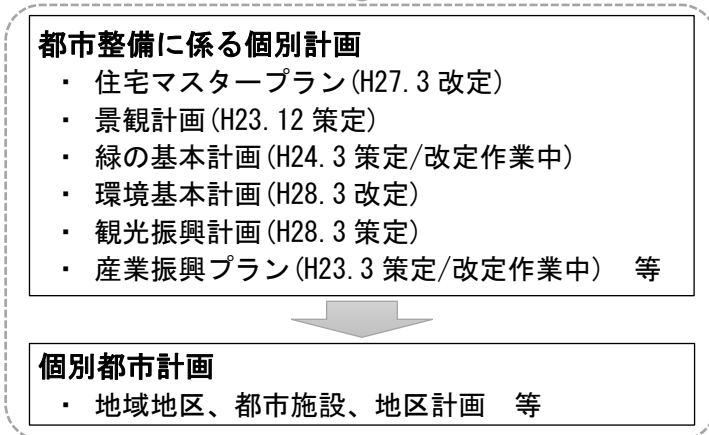 都市整備に係る個別計画
・ 住宅マスタープラン(H27.3 改定)
・ 景観計画(H23.12 策定)
・ 緑の基本計画(H24.3 策定/改定作業中)
・ 環境基本計画(H28.3 改定)
・ 観光振興計画(H28.3 策定)
・ 産業振興プラン(H23.3 策定/改定作業中) 等
個別都市計画
・ 地域地区、都市施設、地区計画 等